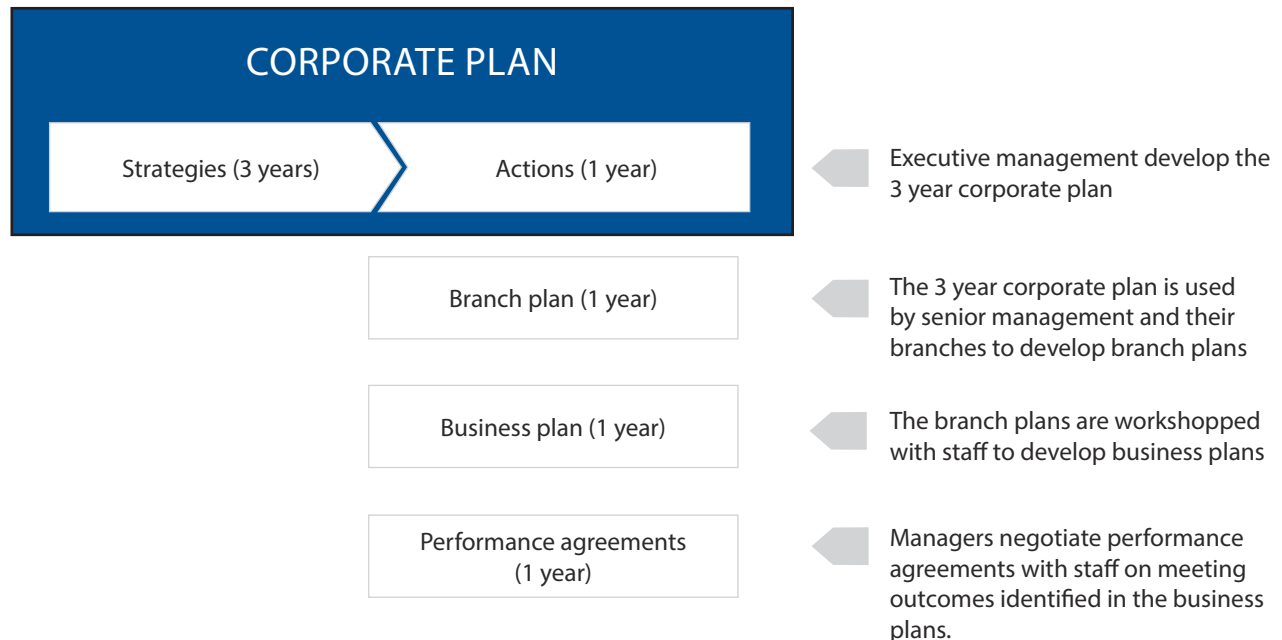 CORPORATE PLAN
Strategies (3 years)
Actions (1 year)
Executive management develop the
3 year corporate plan
Branch plan (1 year)
The 3 year corporate plan is used
by senior management and their
branches to develop branch plans
Business plan (1 year)
The branch plans are workshopped
with staff to develop business plans
Performance agreements
(1 year)
Managers negotiate performance
agreements with staff on meeting
outcomes identified in the business
plans.